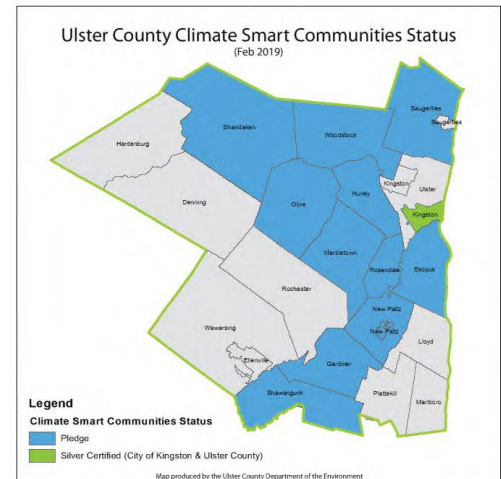 Ulster County Climate Smart Communities Status
(Feb 2019)
Saugerties
Saugerties
Shandaken
Woodstock
Hardenburg
Kingston
Ulster
Hurley
Denning
Olive
Kingston
Marbletown
Rosendale
Esopus
Rochester
New Paltz
New Paltz
Wawarsing
Lloyd
Ellenville
Gardiner
Plattekill
Marlboro
Shawangunk
Legend
Climate Smart Communities Status
Pledge
Silver Certified (City of Kingston & Ulster County)
Map produced by the Ulster County Department of the Environment